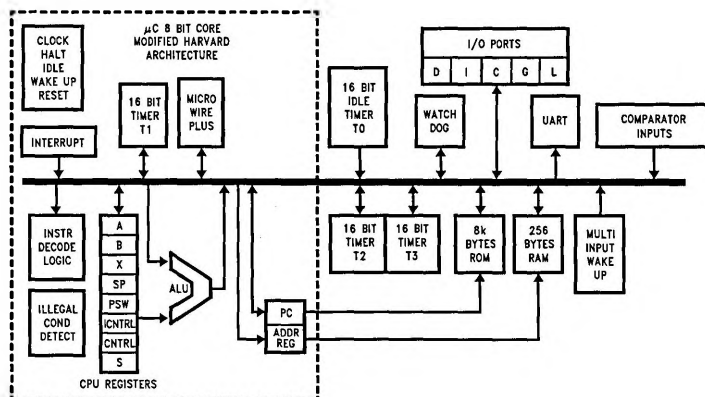 CLOCK
HALT
IDLE
WAKE UP
RESET
μC 8 BIT CORE
MODIFIED HARVARD
ARCHITECTURE
I/O PORTS
D I C G L
16 BIT
TIMER
T1
MICRO
WIRE
PLUS
16 BIT
IDLE
TIMER
T0
WATCH
DOG
UART
COMPARATOR
INPUTS
INTERRUPT
INSTR
DECODE
LOGIC
ILLEGAL
COND
DETECT
A
B
X
SP
PSW
ICNTRL
CNTRL
S
CPU REGISTERS
ALU
PC
ADDR
REG
16 BIT
TIMER
T2
16 BIT
TIMER
T3
8k
BYTES
ROM
256
BYTES
RAM
MULTI
INPUT
WAKE
UP